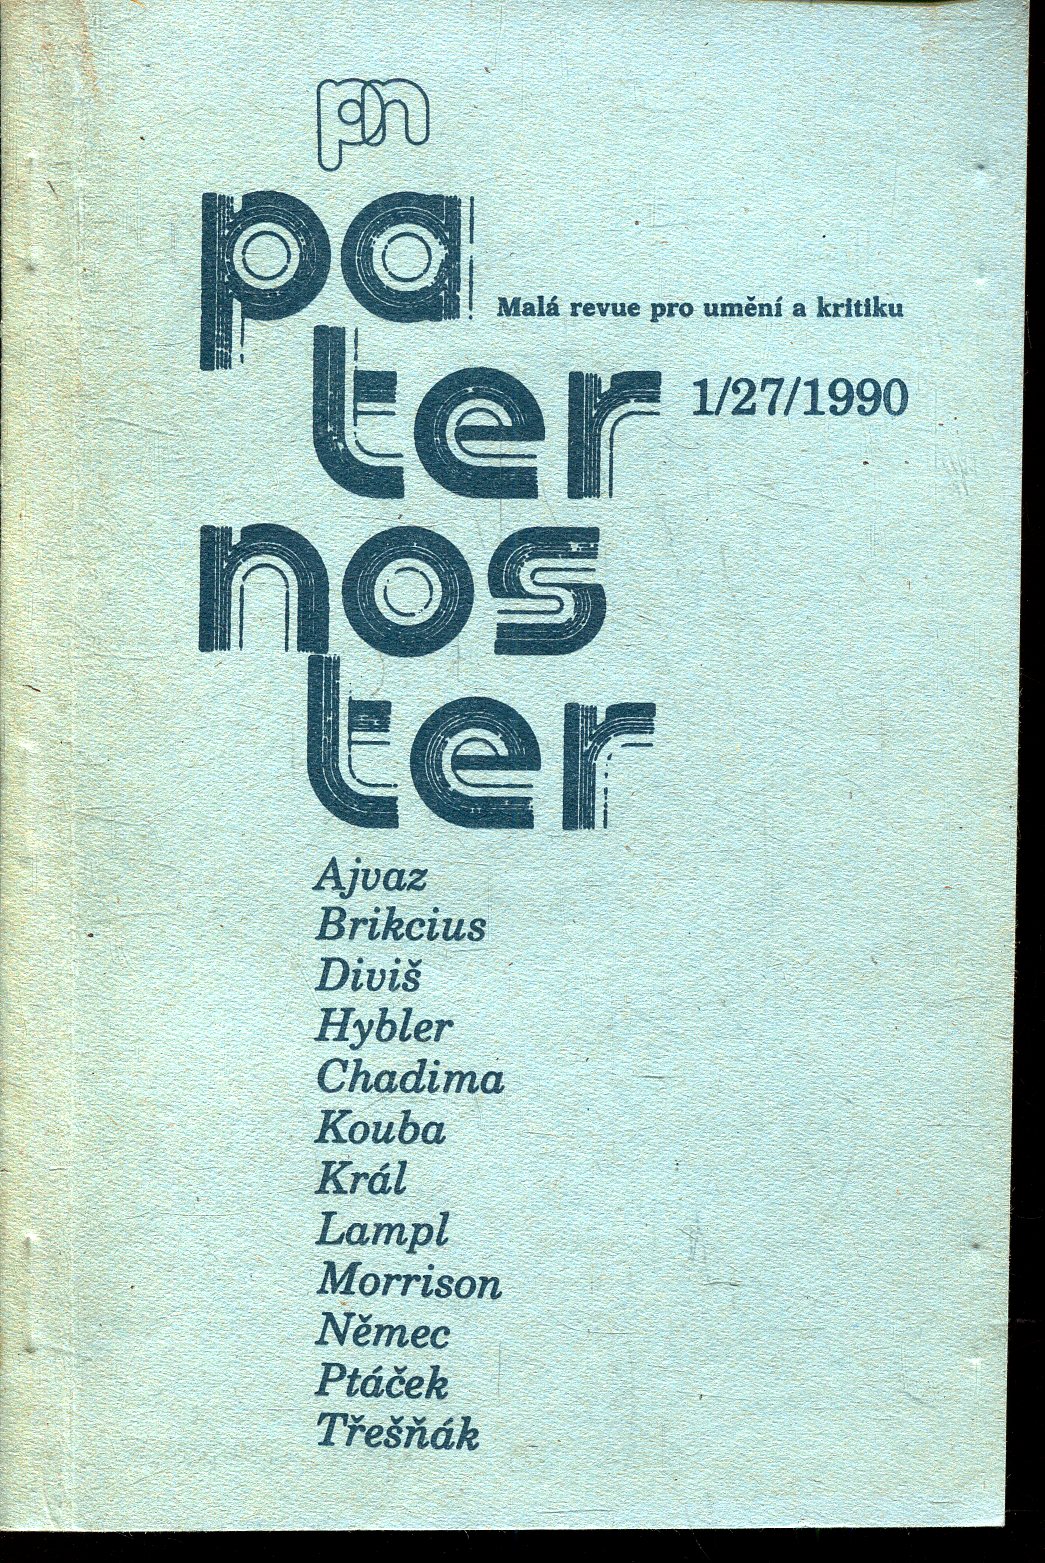 pn
pa
Malá revue pro umění a kritiku
ter
1/27/1990
nos
ter
Ajvaz
Brikcius
Diviš
Hybler
Chadima
Kouba
Král
Lampl
Morrison
Němec
Ptáček
Třešňák